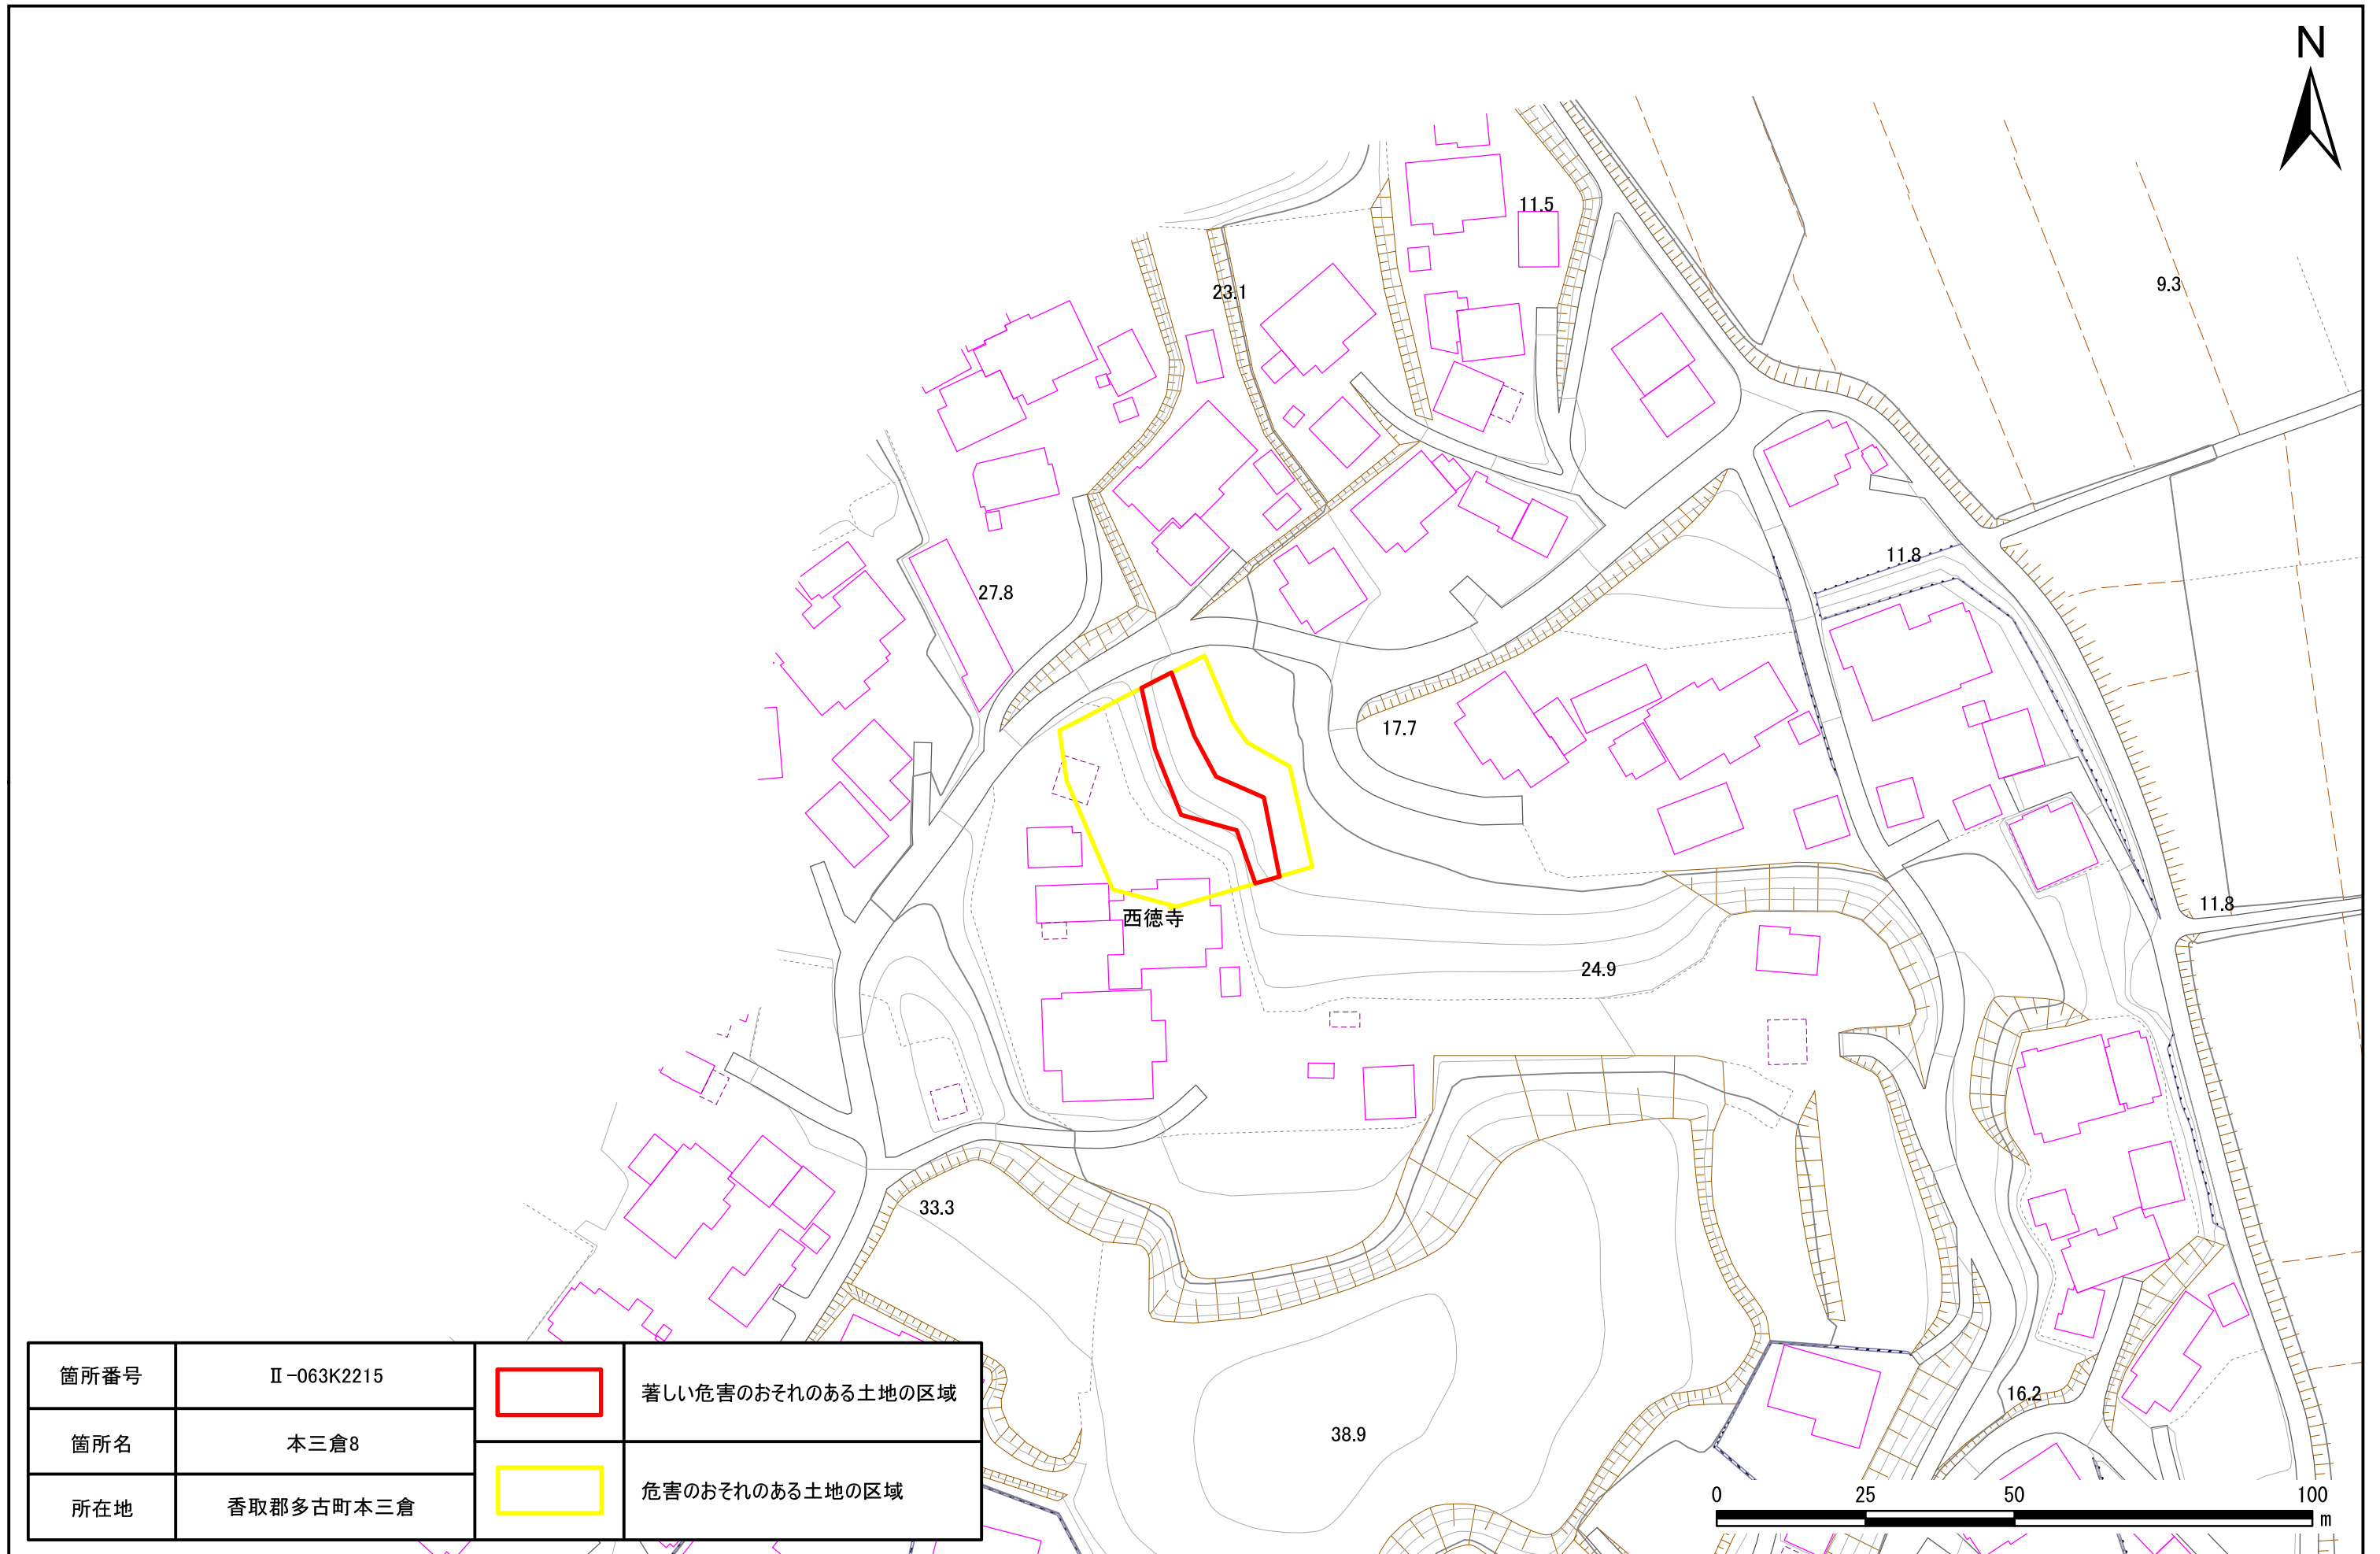 N
11.5
9.3
23.1
11.8
27.8
17.7
11.8
西徳寺
24.9
33.3
16.2
38.9
箇所番号 Ⅱ-063K2215
箇所名 本三倉8
所在地 香取郡多古町本三倉
著しい危害のおそれのある土地の区域
危害のおそれのある土地の区域
0 25 50 100
m